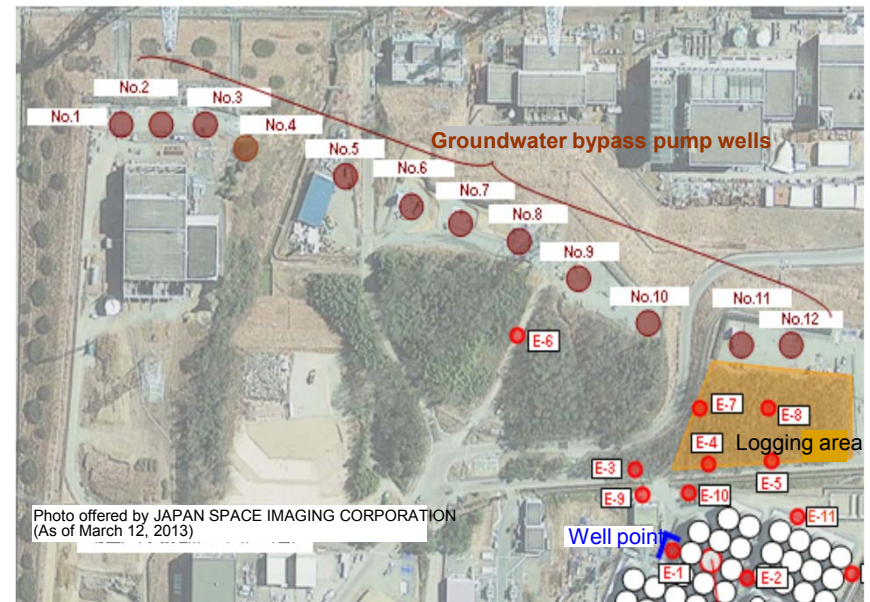 No.2
No.3
No.1
No.4
Groundwater bypass pump wells
No.5
No.6
No.7
No.8
No.9
No.10
No.11
No.12
E-6
E-7
E-8
E-4
Logging area
E-3
E-5
E-9
E-10
Photo offered by JAPAN SPACE IMAGING CORPORATION
(As of March 12, 2013)
E-11
Well point
E-1
E-2